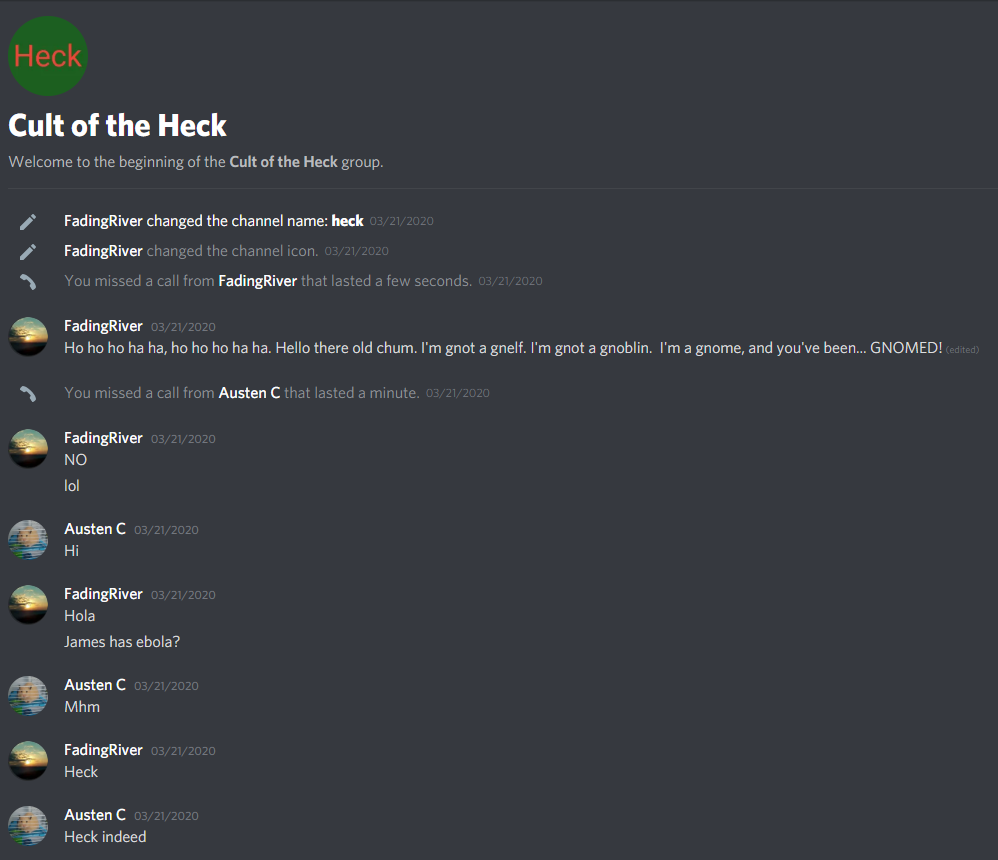 Heck
Cult of the Heck
Welcome to the beginning of the Cult of the Heck group.
FadingRiver changed the channel name: heck 03/21/2020
FadingRiver changed the channel icon. 03/21/2020
You missed a call from FadingRiver that lasted a few seconds. 03/21/2020
FadingRiver 03/21/2020
Ho ho ho ha ha, ho ho ho ha ha. Hello there old chum. I'm gnot a gnelf. I'm gnot a gnoblin.  I'm a gnome, and you've been... GNOMED! (edited)
You missed a call from Austen C that lasted a minute. 03/21/2020
FadingRiver 03/21/2020
NO
lol
Austen C 03/21/2020
Hi
FadingRiver 03/21/2020
Hola
James has ebola?
Austen C 03/21/2020
Mhm
FadingRiver 03/21/2020
Heck
Austen C 03/21/2020
Heck indeed